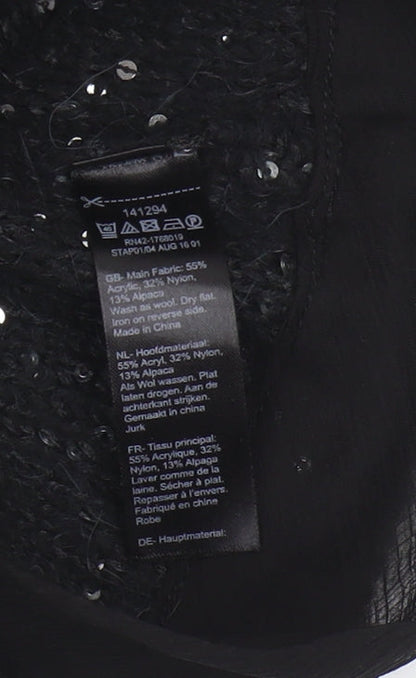 141294
40
RN42-1768019
STAP01/04 AUG 16 01
GB- Main Fabric: 55%
Acrylic, 32% Nylon,
13% Alpaca
Wash as wool. Dry flat.
Iron on reverse side.
Made in China
NL- Hoofdmateriaal:
55% Acryl, 32% Nylon,
13% Alpaca
Als Wol wassen. Plat
laten drogen. Aan de
achterkant strijken.
Gemaakt in china
Jurk
FR- Tissu principal:
55% Acrylique, 32%
Nylon, 13% Alpaga
Laver comme de la
laine. Sécher à plat.
Repasser à l'envers.
Fabriqué en chine
Robe
DE- Hauptmaterial: